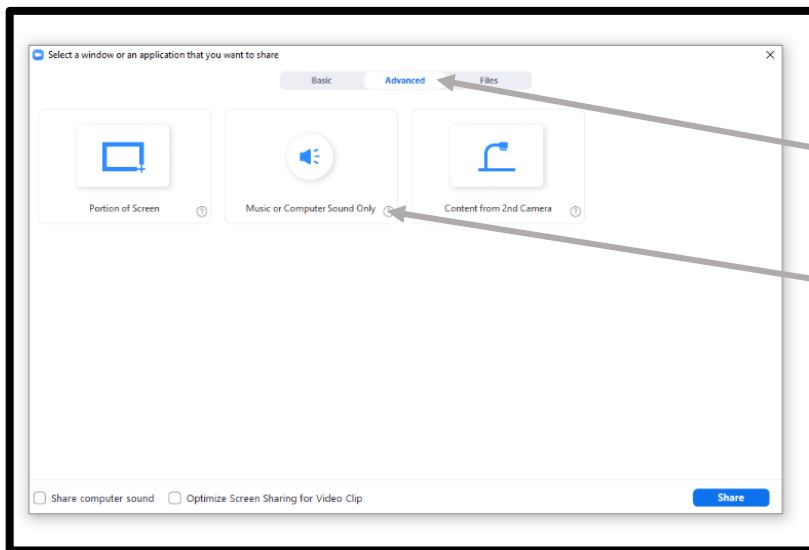 Select a window or an application that you want to share
Basic Advanced Files
Portion of Screen Music or Computer Sound Only Content from 2nd Camera
Share computer sound Optimize Screen Sharing for Video Clip Share